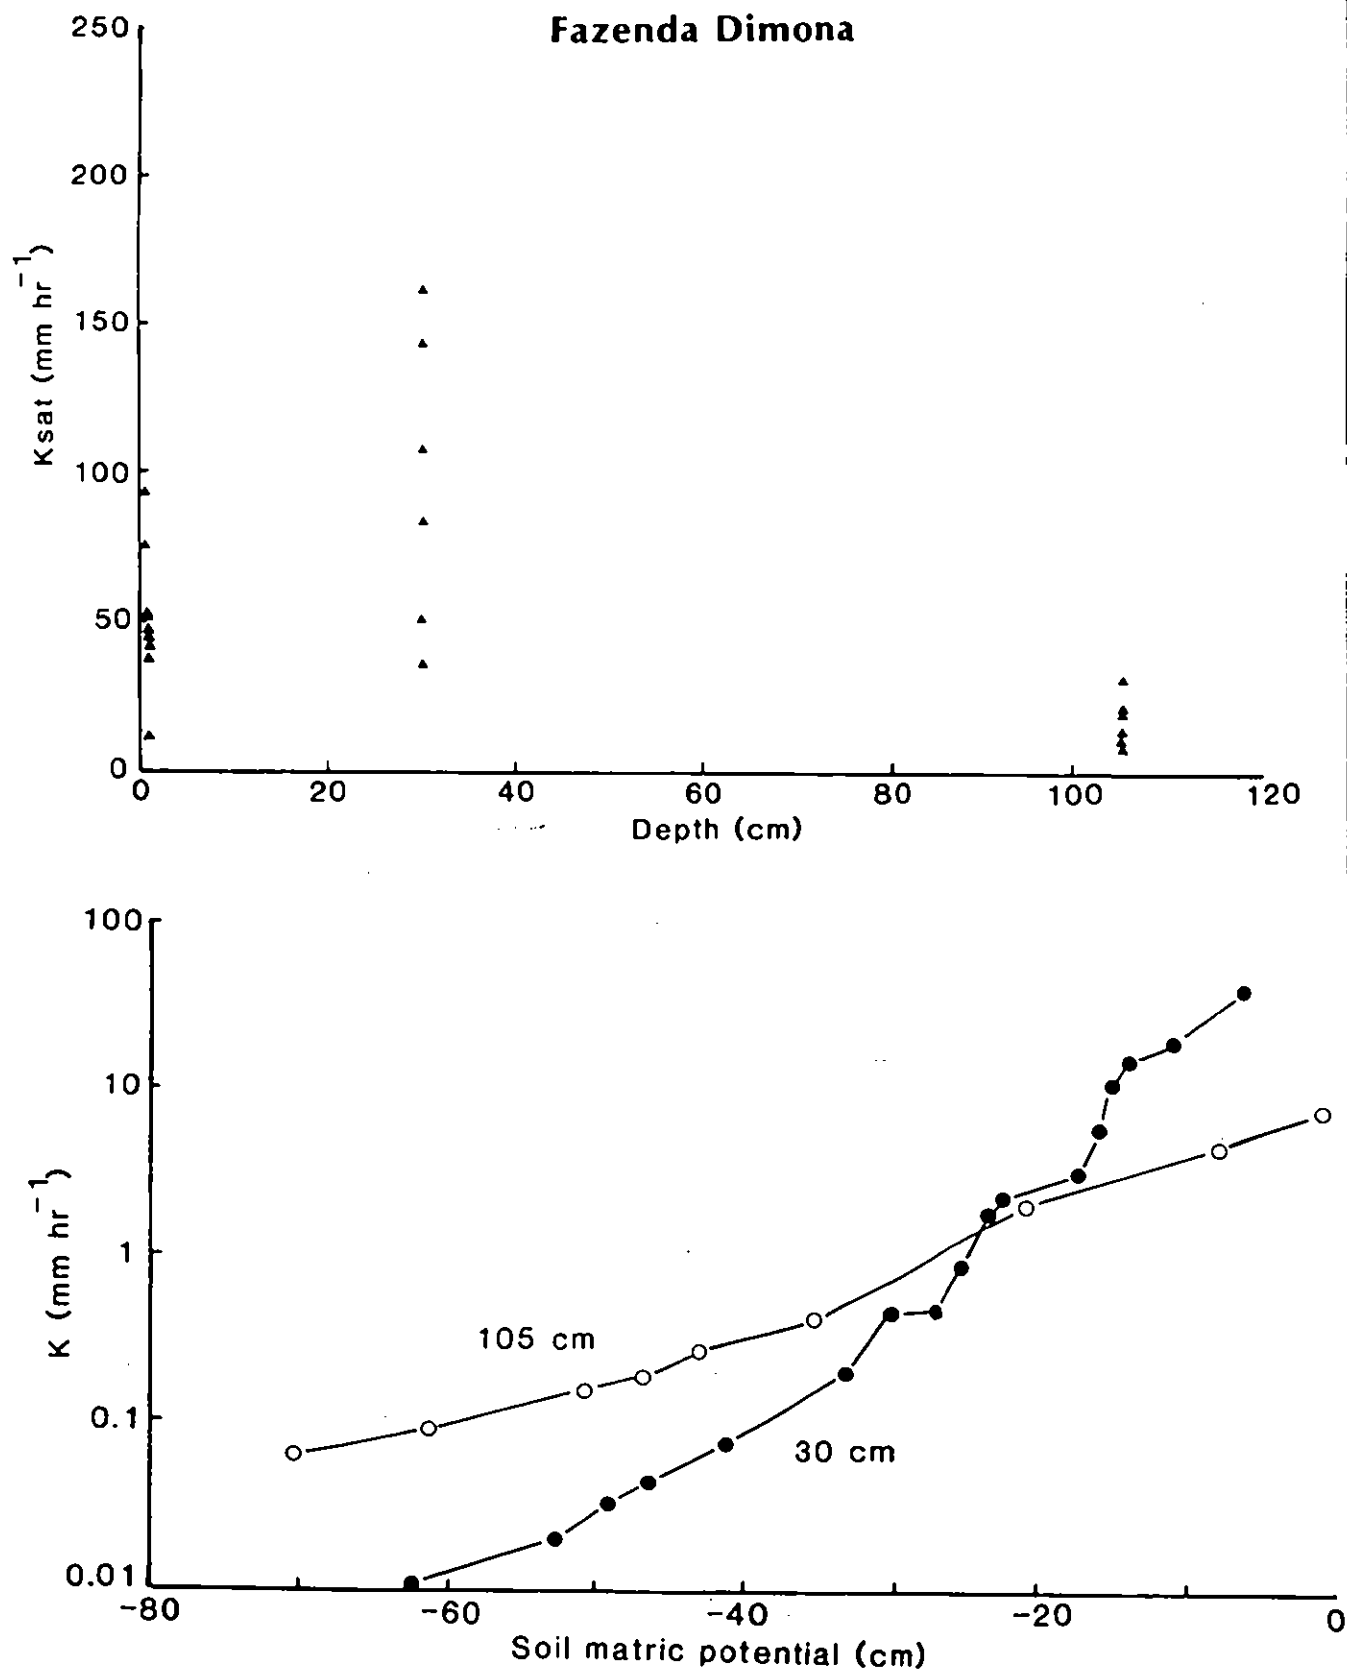 Fazenda Dimona
250
200
150
100
50
0
Ksat (mm hr⁻¹)
0 20 40 60 80 100 120
Depth (cm)
100
10
1
0.1
0.01
K (mm hr⁻¹)
105 cm
30 cm
-80 -60 -40 -20 0
Soil matric potential (cm)